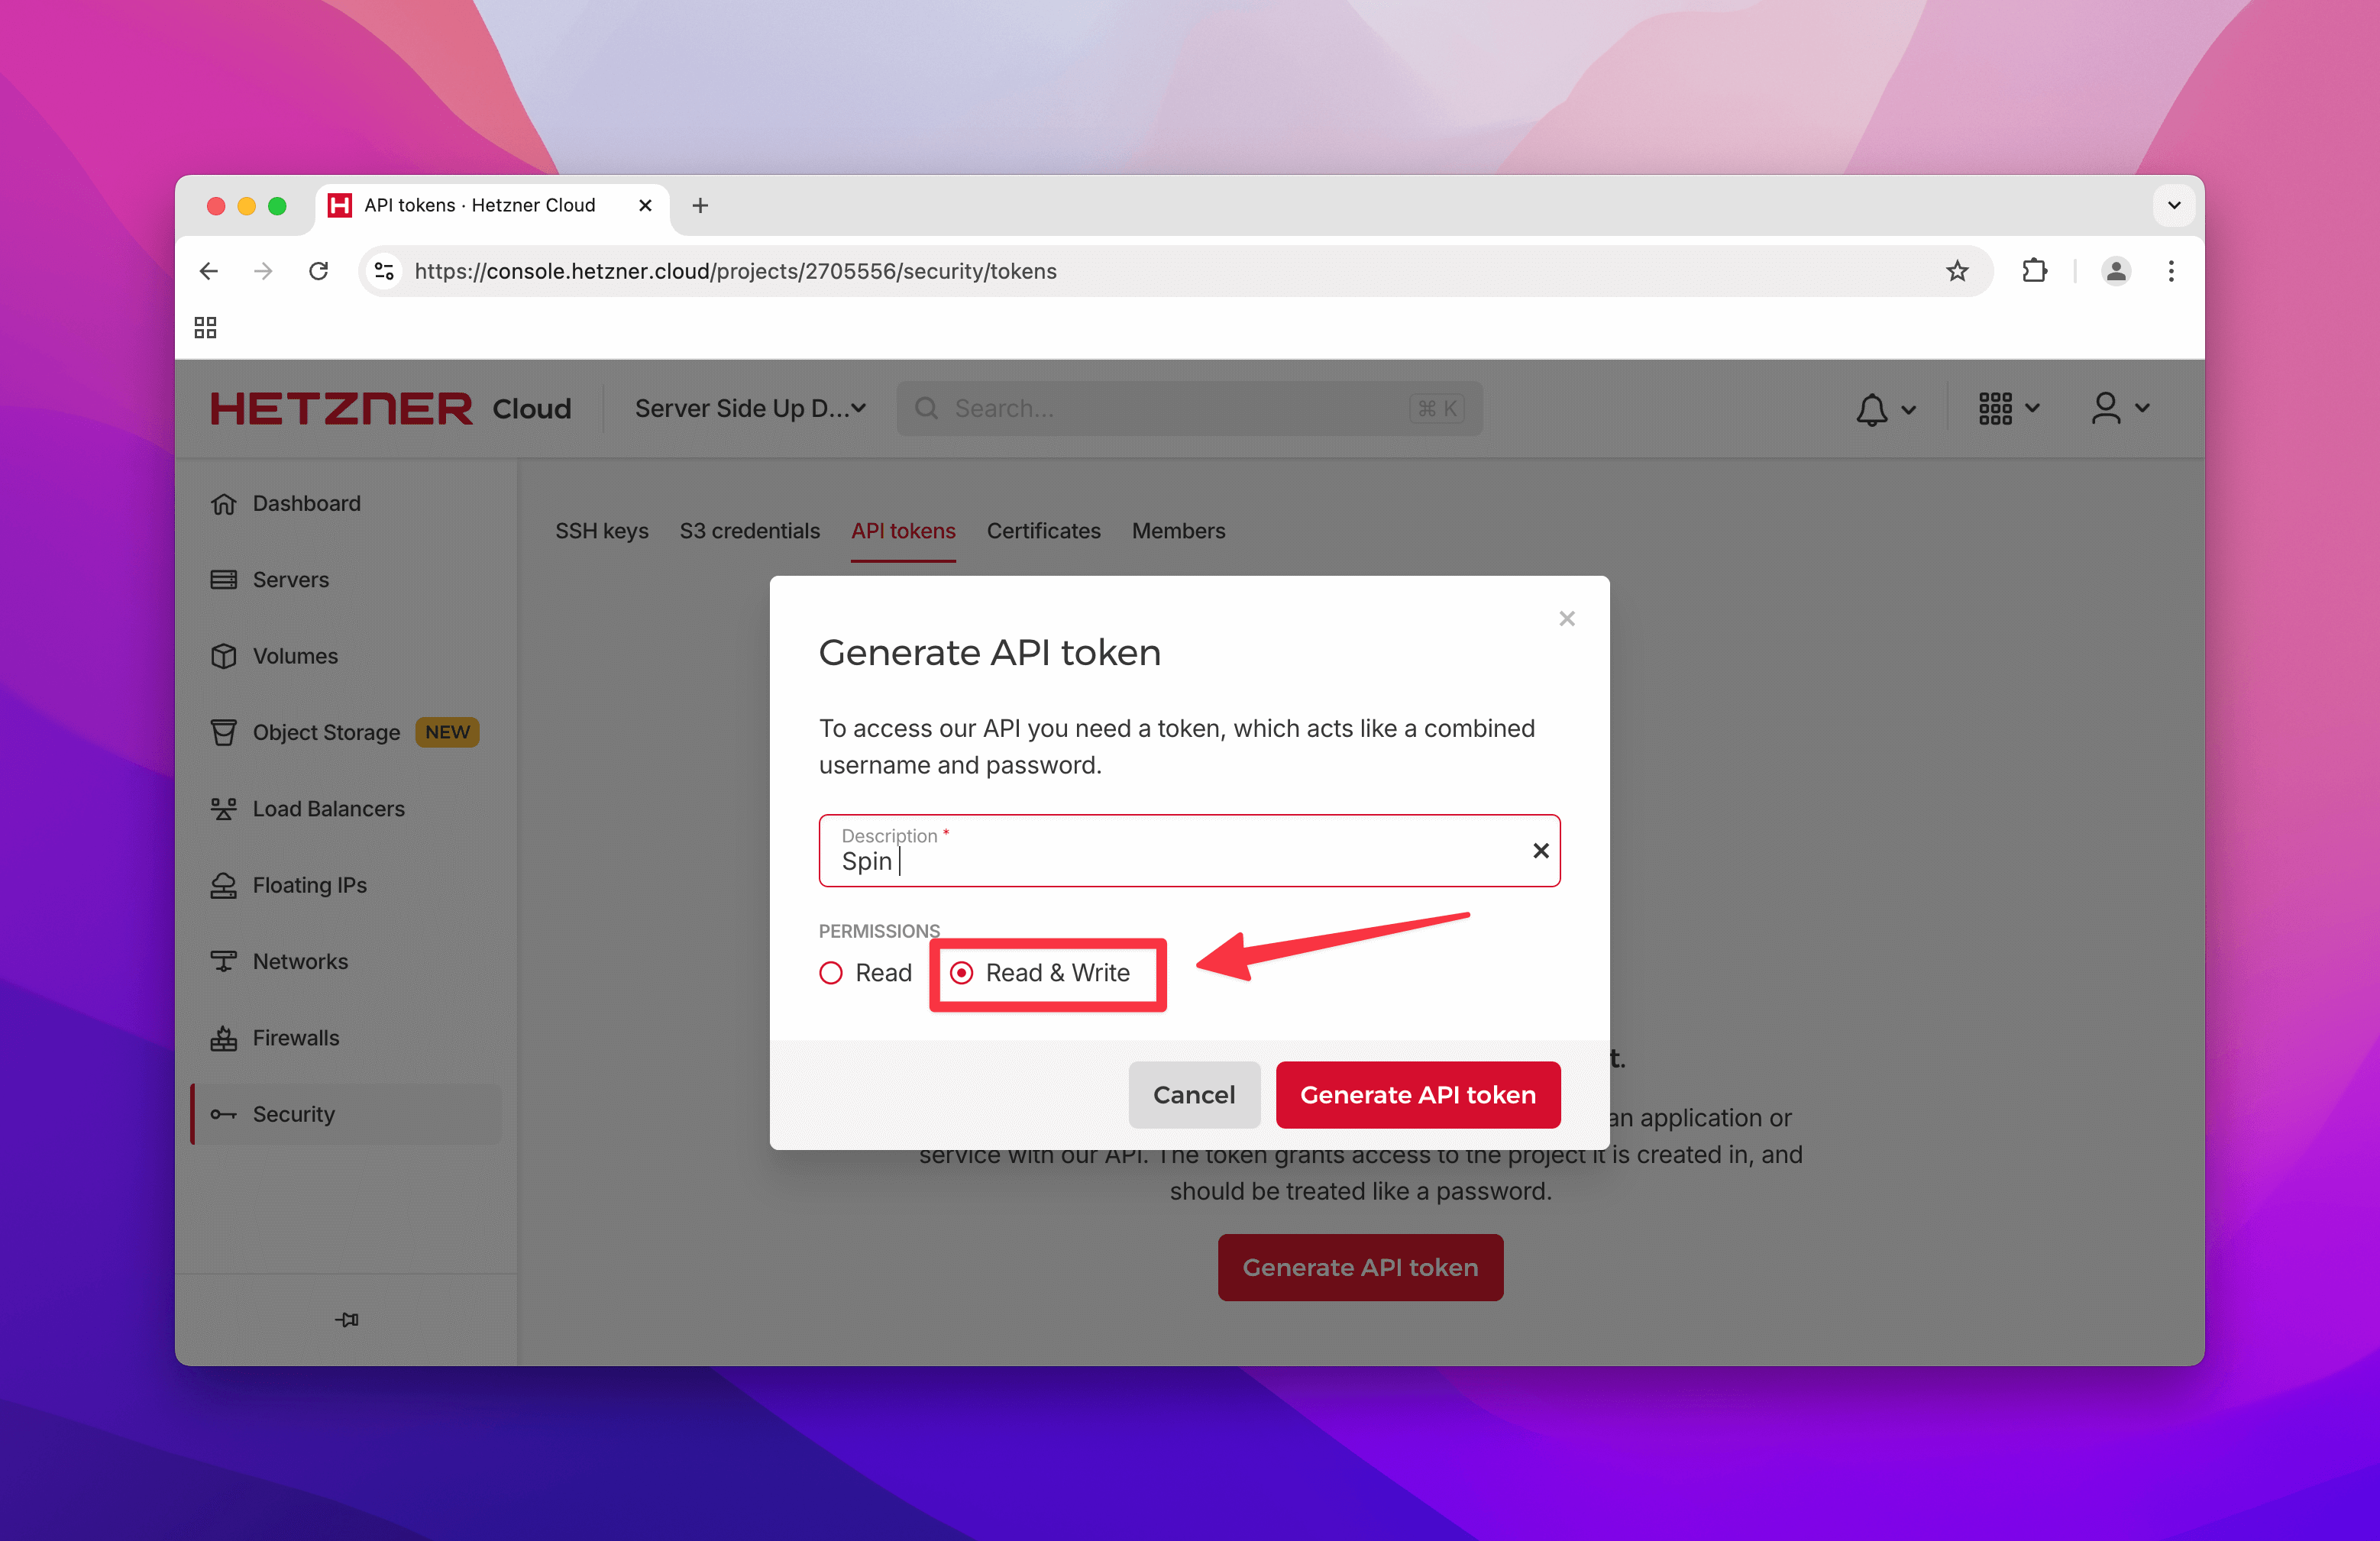 API tokens · Hetzner Cloud
https://console.hetzner.cloud/projects/2705556/security/tokens
HETZNER Cloud
Server Side Up D...
Search...
⌘ K
Dashboard
Servers
Volumes
Object Storage NEW
Load Balancers
Floating IPs
Networks
Firewalls
Security
SSH keys S3 credentials API tokens Certificates Members
Generate API token
To access our API you need a token, which acts like a combined
username and password.
Description *
Spin
PERMISSIONS
Read Read & Write
Cancel Generate API token
t.
an application or
service with our API. The token grants access to the project it is created in, and
should be treated like a password.
Generate API token